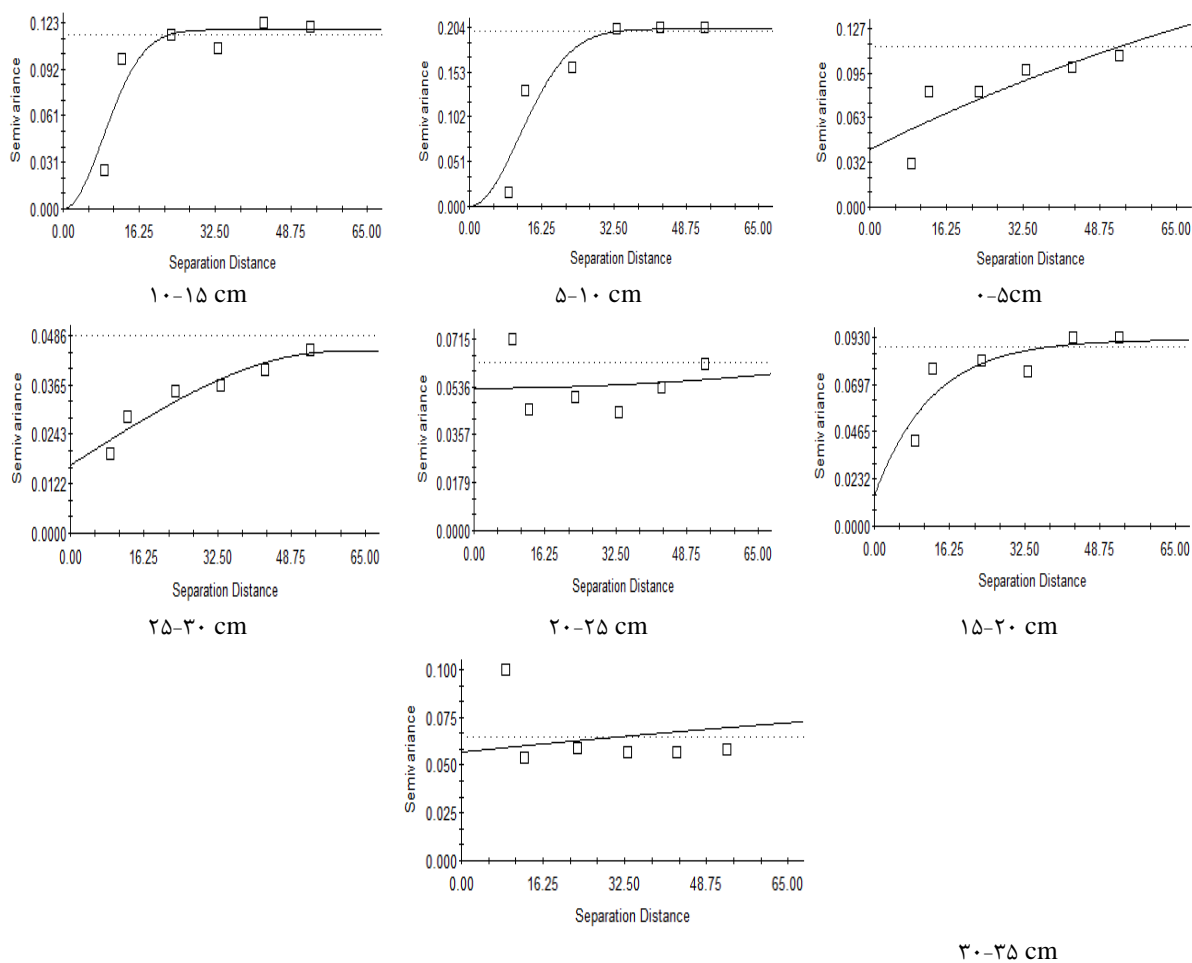 0.123
0.092
0.061
0.031
0.000
Semivariance
0.00 16.25 32.50 48.75 65.00
Separation Distance
۱۰-۱۵ cm
0.204
0.153
0.102
0.051
0.000
Semivariance
0.00 16.25 32.50 48.75 65.00
Separation Distance
۵-۱۰ cm
0.127
0.095
0.063
0.032
0.000
Semivariance
0.00 16.25 32.50 48.75 65.00
Separation Distance
۰-۵cm
0.0486
0.0365
0.0243
0.0122
0.0000
Semivariance
0.00 16.25 32.50 48.75 65.00
Separation Distance
۲۵-۳۰ cm
0.0715
0.0536
0.0357
0.0179
0.0000
Semivariance
0.00 16.25 32.50 48.75 65.00
Separation Distance
۲۰-۲۵ cm
0.0930
0.0697
0.0465
0.0232
0.0000
Semivariance
0.00 16.25 32.50 48.75 65.00
Separation Distance
۱۵-۲۰ cm
0.100
0.075
0.050
0.025
0.000
Semivariance
0.00 16.25 32.50 48.75 65.00
Separation Distance
۳۰-۳۵ cm